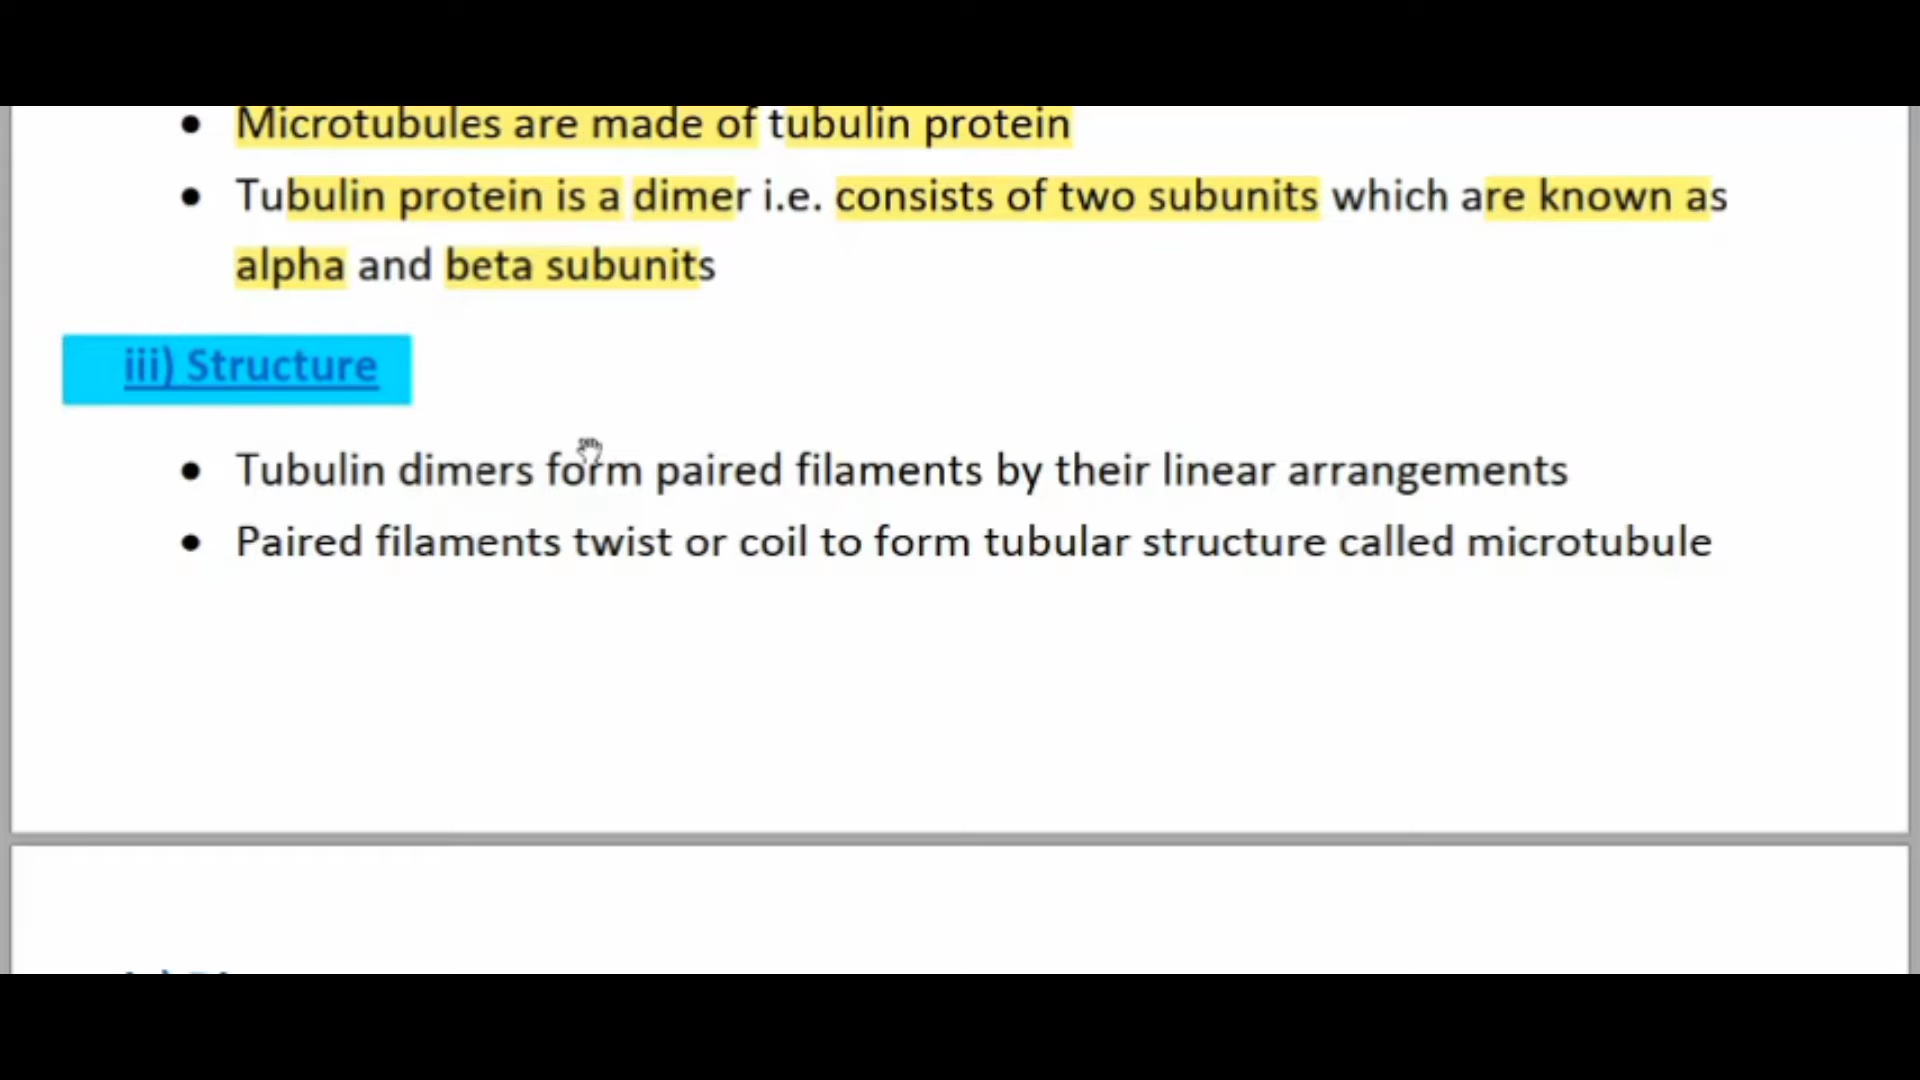 • Microtubules are made of tubulin protein
• Tubulin protein is a dimer i.e. consists of two subunits which are known as
alpha and beta subunits
iii) Structure
• Tubulin dimers form paired filaments by their linear arrangements
• Paired filaments twist or coil to form tubular structure called microtubule